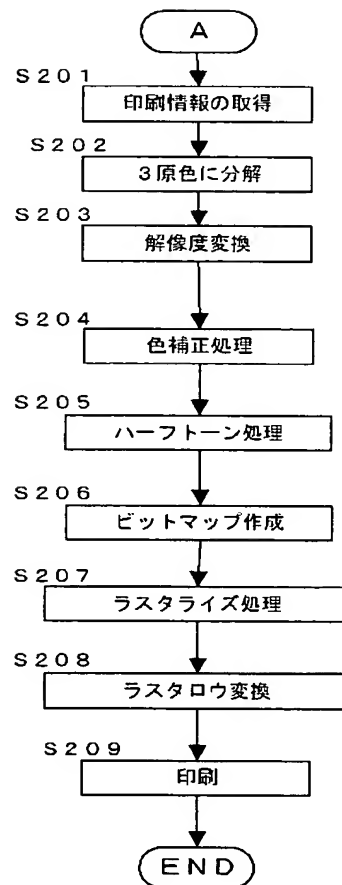 A
S201
印刷情報の取得
S202
3原色に分解
S203
解像度変換
S204
色補正処理
S205
ハーフトーン処理
S206
ビットマップ作成
S207
ラスタライズ処理
S208
ラスタロウ変換
S209
印刷
END